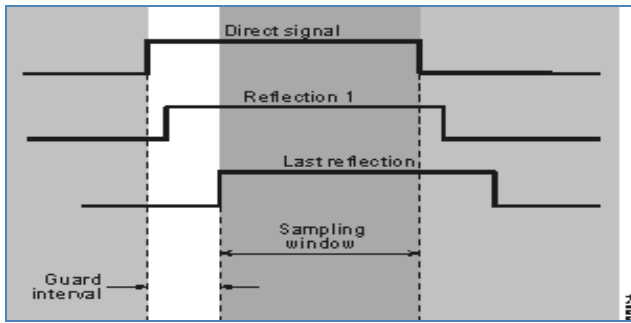 Direct signal
Reflection 1
Last reflection
Sampling
window
Guard
interval